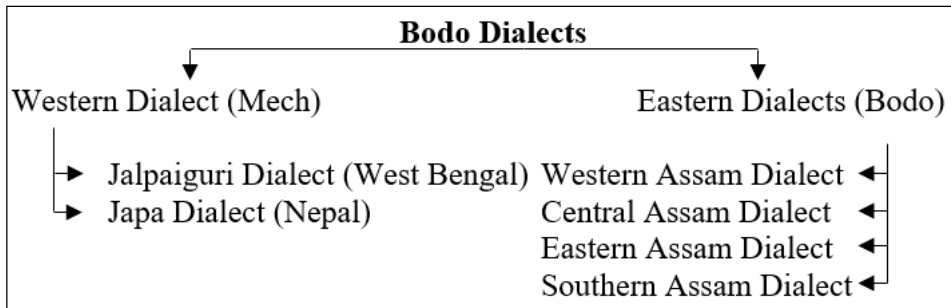 Bodo Dialects
Western Dialect (Mech) Eastern Dialects (Bodo)
Jalpaiguri Dialect (West Bengal) Western Assam Dialect
Japa Dialect (Nepal) Central Assam Dialect
Eastern Assam Dialect
Southern Assam Dialect